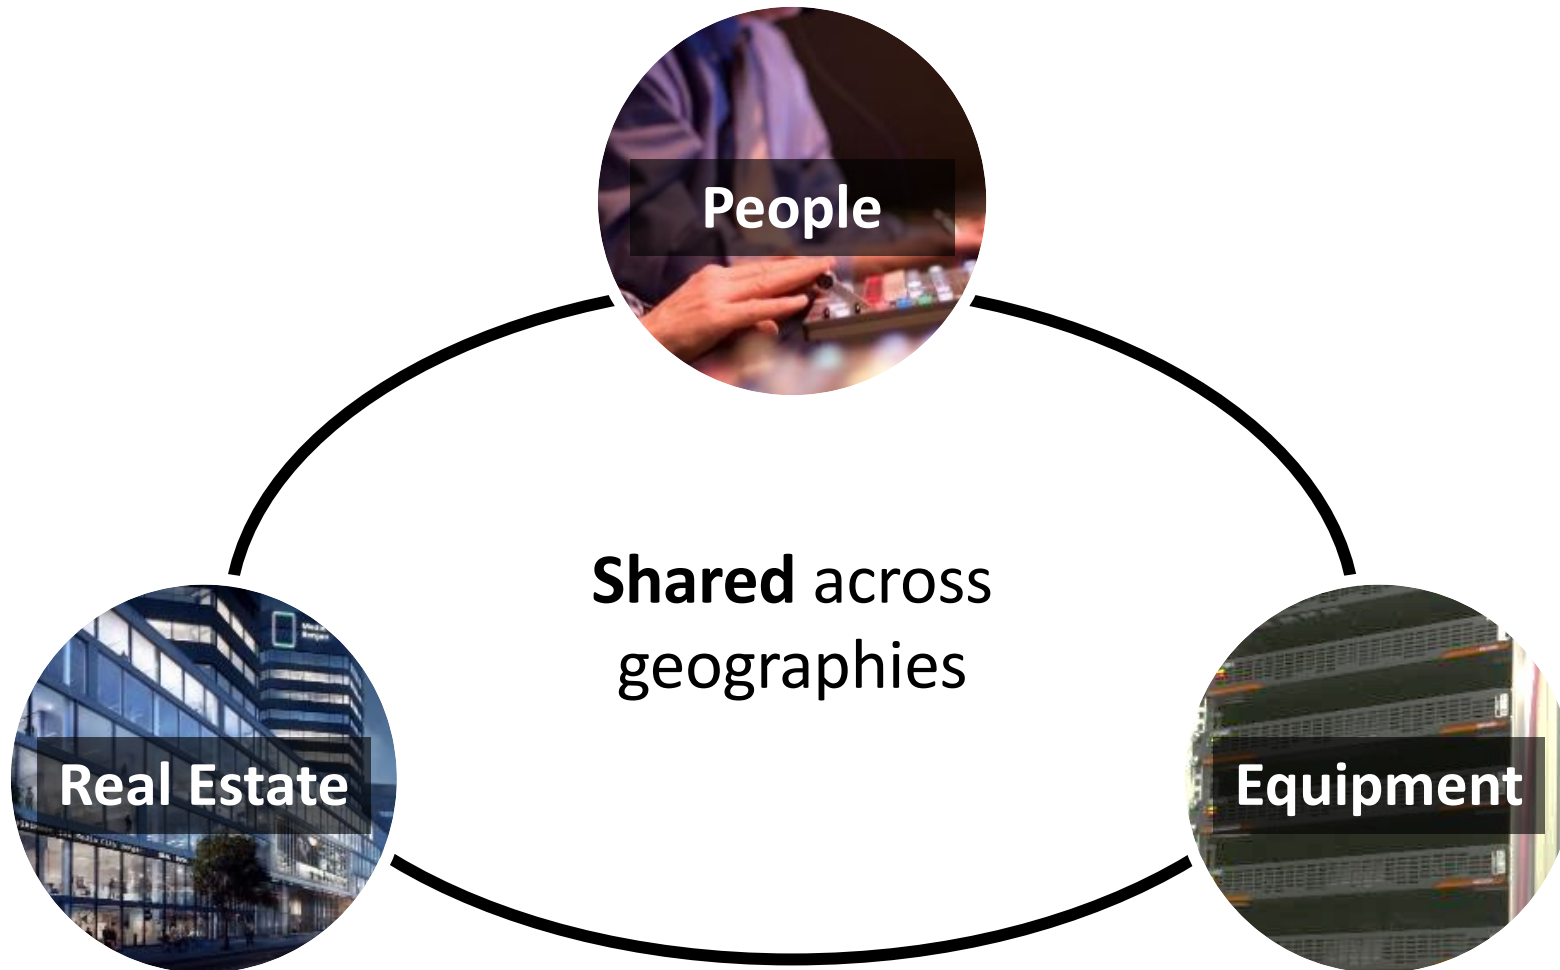 People
Shared across
geographies
Real Estate
Equipment